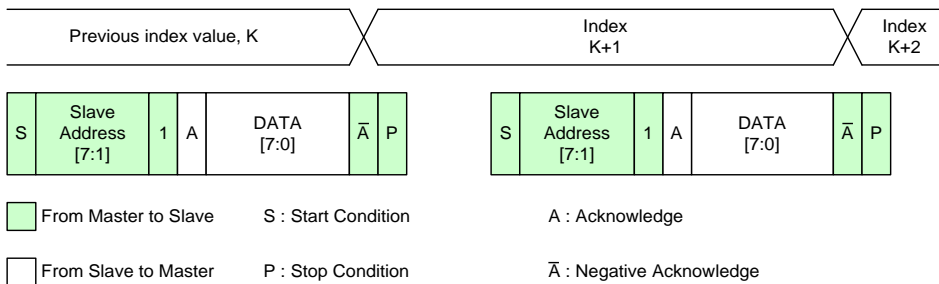 Previous index value, K
Index
K+1
Index
K+2
S Slave Address [7:1] 1 A DATA [7:0] A̅ P
S Slave Address [7:1] 1 A DATA [7:0] A̅ P
From Master to Slave
S : Start Condition
A : Acknowledge
From Slave to Master
P : Stop Condition
A̅ : Negative Acknowledge